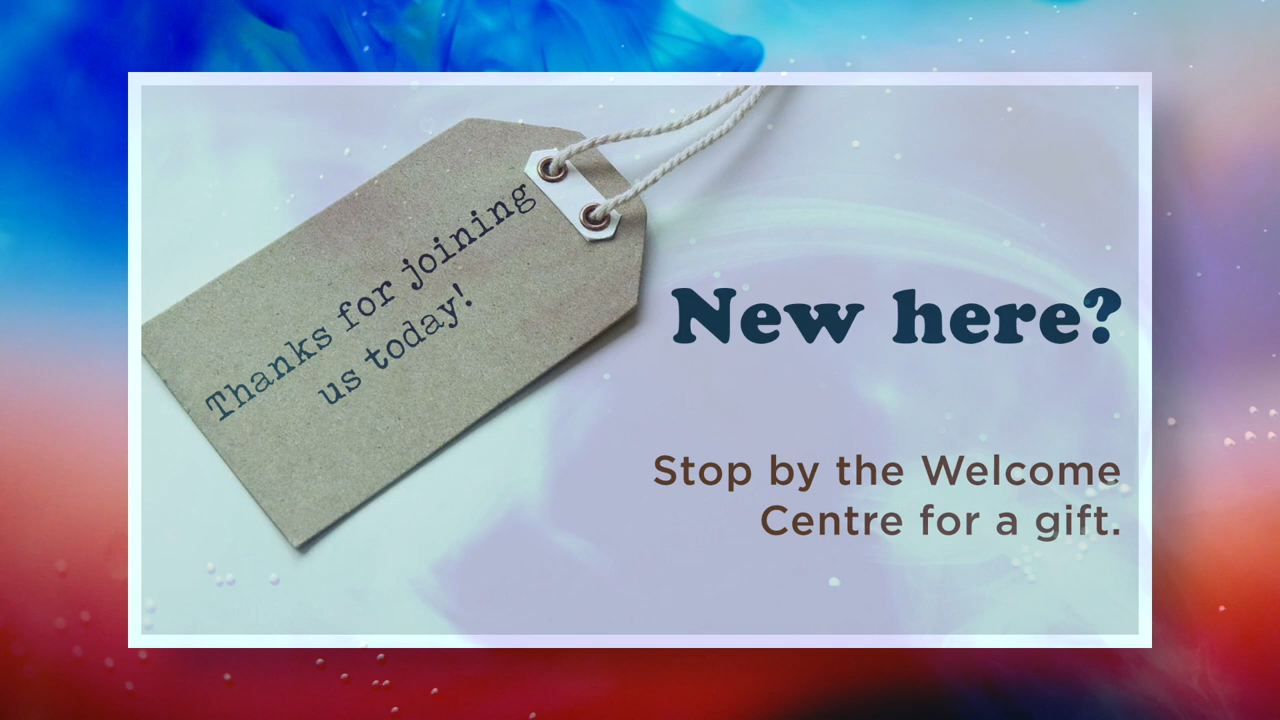 Thanks for joining
us today!
New here?
Stop by the Welcome
Centre for a gift.